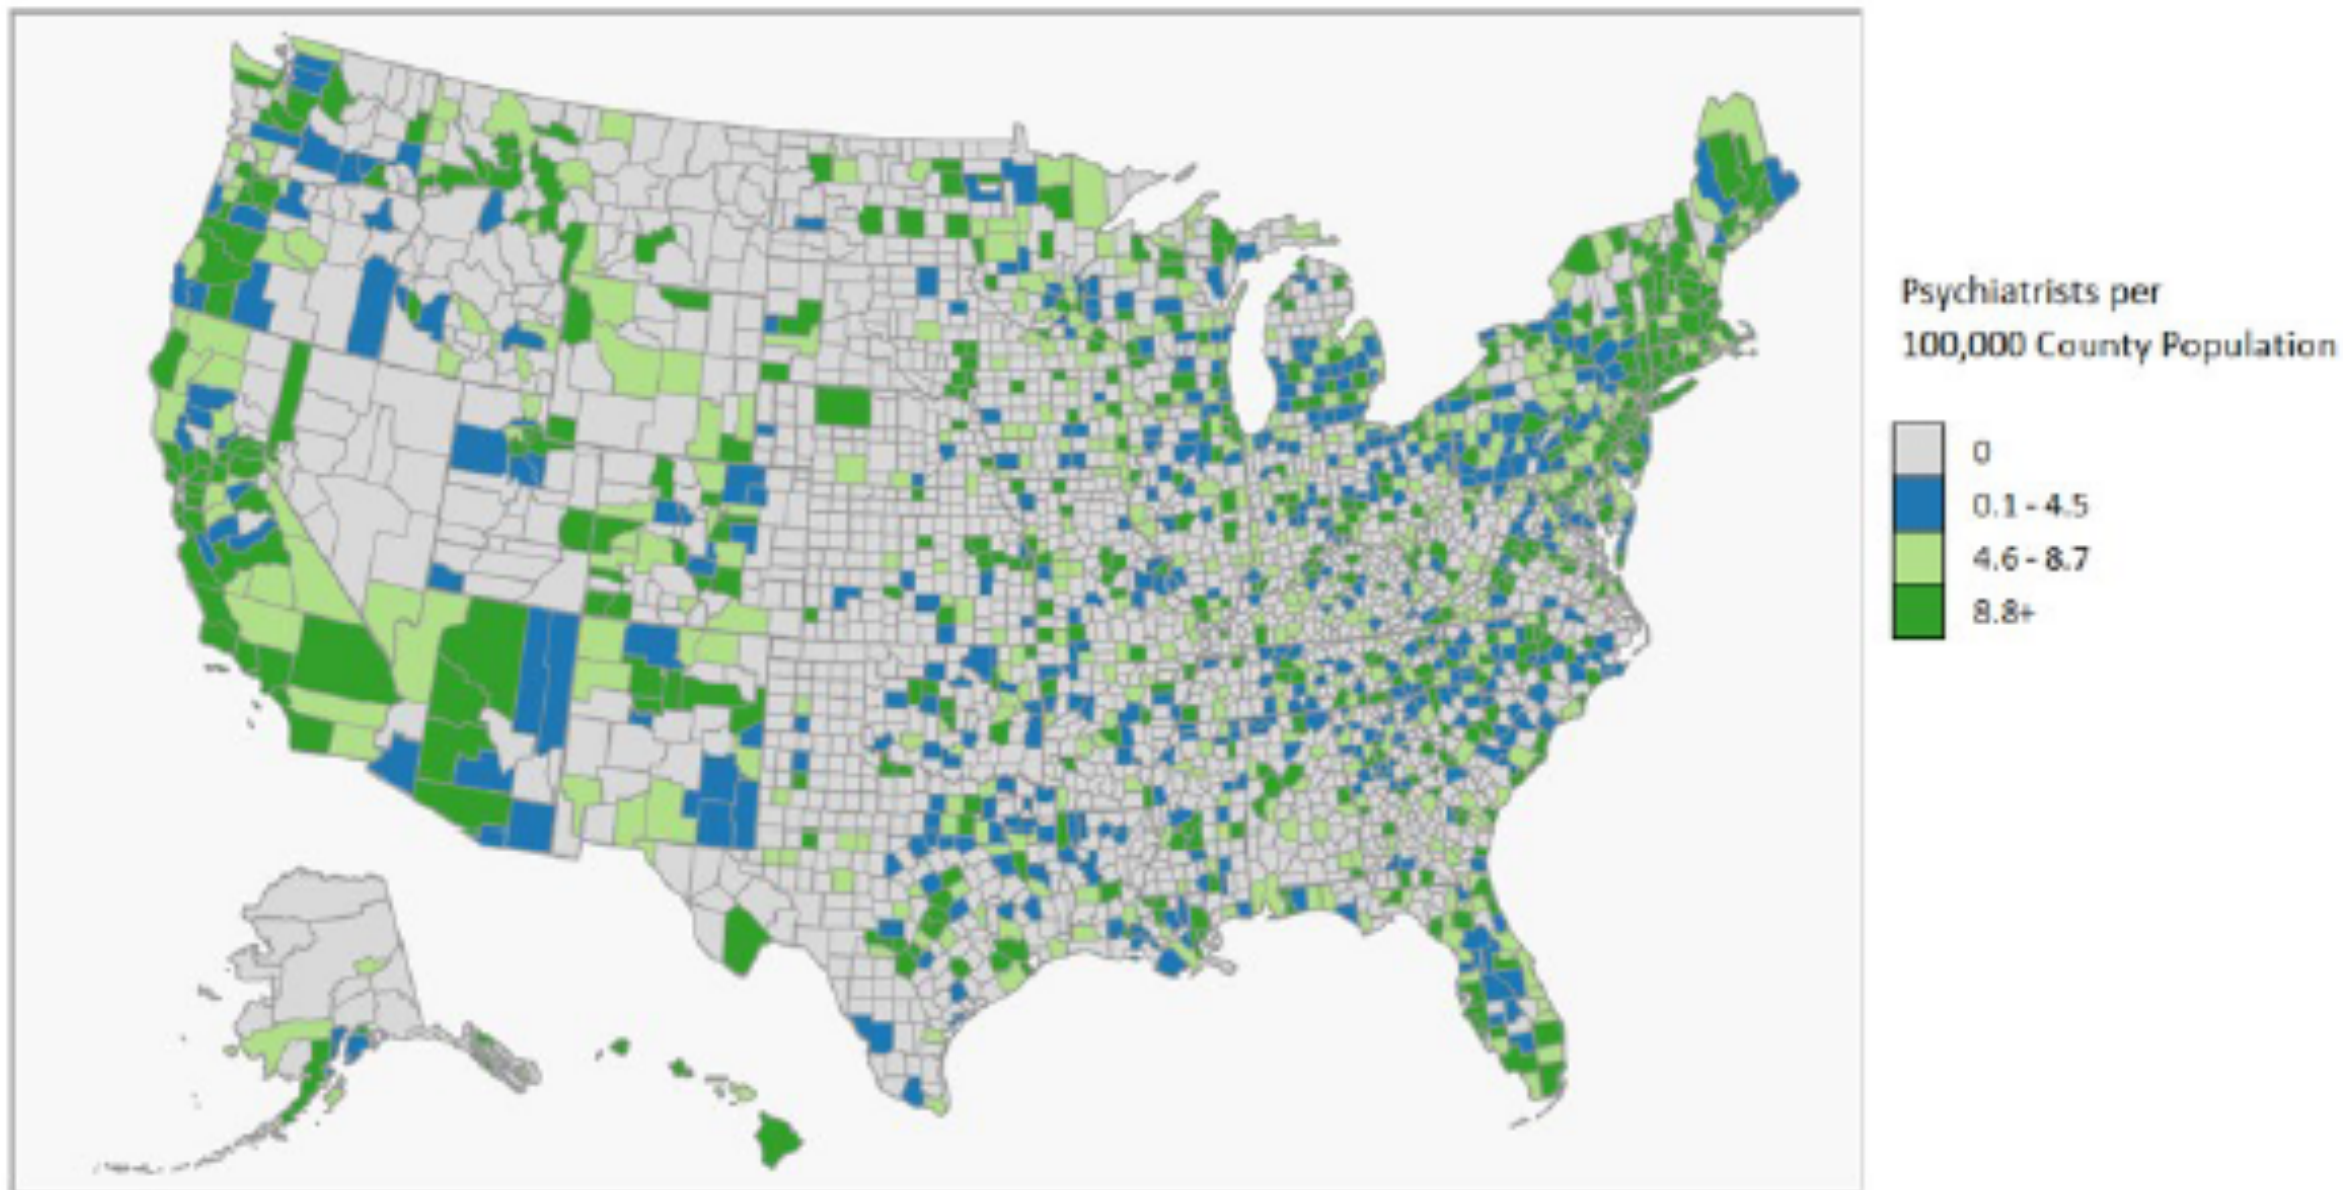 Psychiatrists per
100,000 County Population
0
0.1 - 4.5
4.6 - 8.7
8.8+